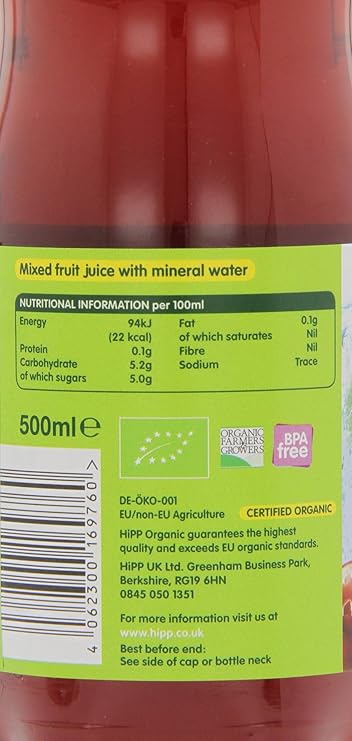 Mixed fruit juice with mineral water
NUTRITIONAL INFORMATION per 100ml
Energy 94kJ
(22 kcal)
Protein 0.1g
Carbohydrate 5.2g
of which sugars 5.0g
Fat 0.1g
of which saturates Nil
Fibre Nil
Sodium Trace
500ml e
ORGANIC
FARMERS
& GROWERS
BPA
free
DE-ÖKO-001
EU/non-EU Agriculture
CERTIFIED ORGANIC
HiPP Organic guarantees the highest
quality and exceeds EU organic standards.
HiPP UK Ltd. Greenham Business Park,
Berkshire, RG19 6HN
0845 050 1351
For more information visit us at
www.hipp.co.uk
Best before end:
See side of cap or bottle neck
4 062300 169760 >